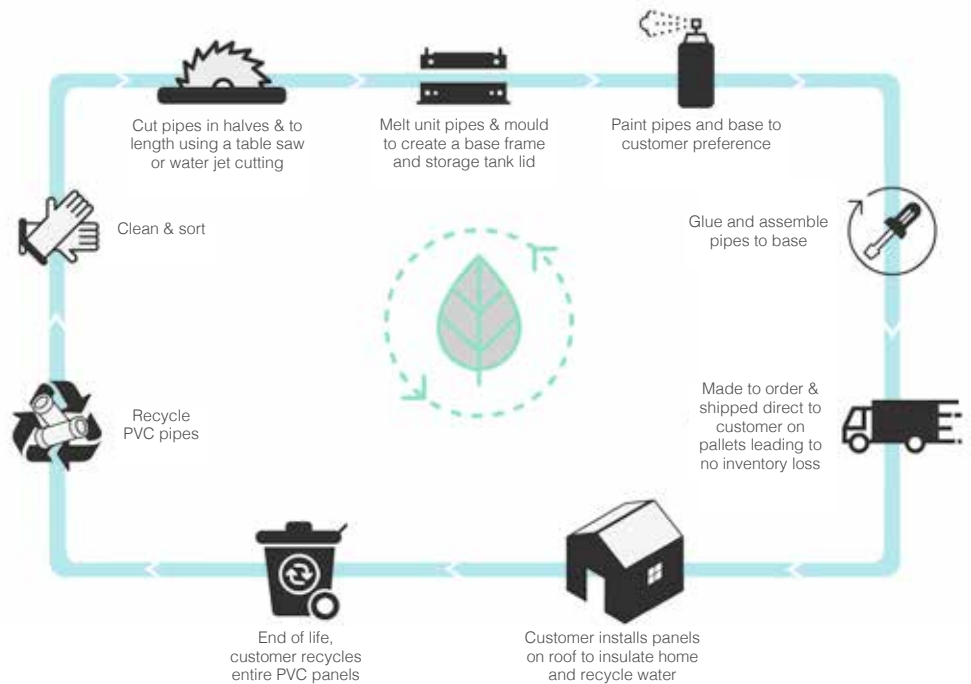 Cut pipes in halves & to
length using a table saw
or water jet cutting
Melt unit pipes & mould
to create a base frame
and storage tank lid
Paint pipes and base to
customer preference
Glue and assemble
pipes to base
Made to order &
shipped direct to
customer on
pallets leading to
no inventory loss
Customer installs panels
on roof to insulate home
and recycle water
End of life,
customer recycles
entire PVC panels
Recycle
PVC pipes
Clean & sort